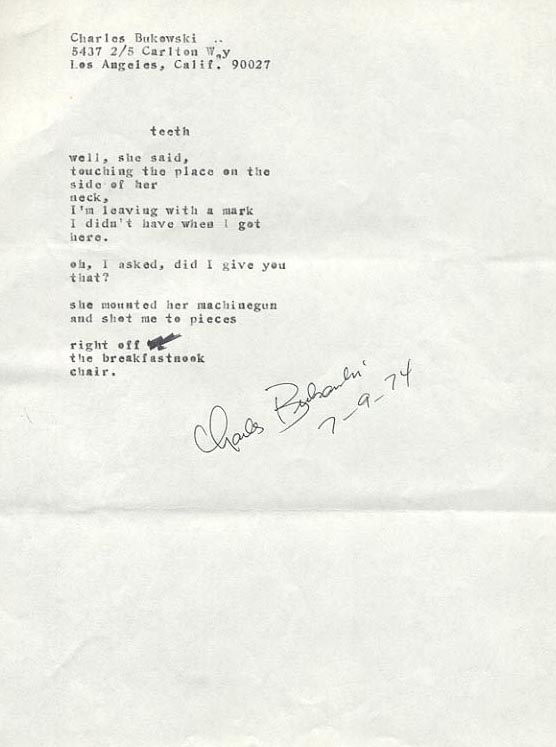 Charles Bukowski ..
5437 2/5 Carlton W,y
Los Angeles, Calif. 90027
teeth
well, she said,
touching the place on the
side of her
neck,
I'm leaving with a mark
I didn't have when I got
here.
oh, I asked, did I give you
that?
she mounted her machinegun
and shot me to pieces
right off
the breakfastnook
chair.
Charles Bukowski
7-9-74